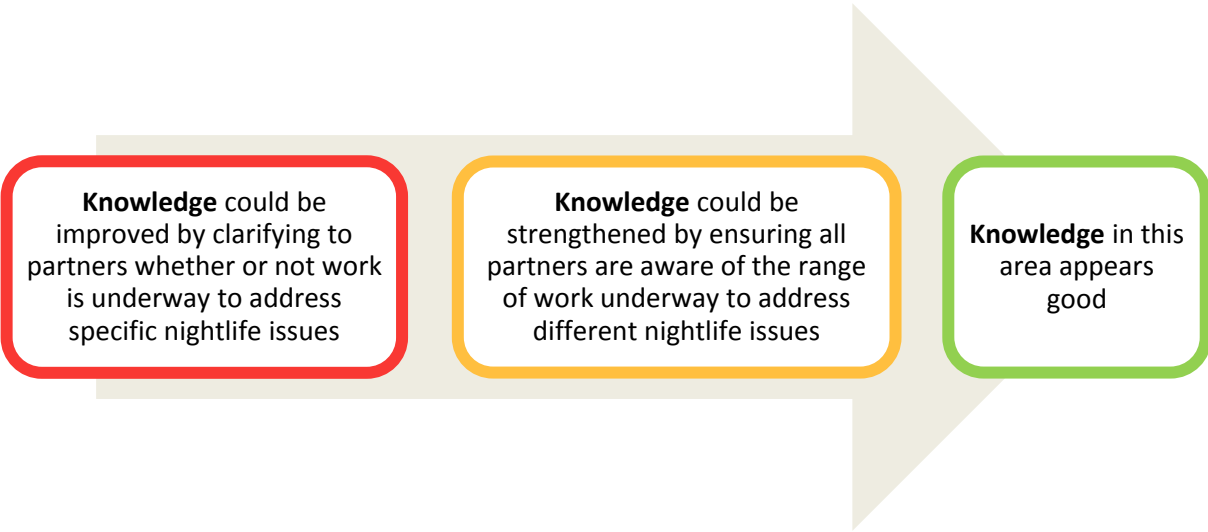 Knowledge could be
improved by clarifying to
partners whether or not work
is underway to address
specific nightlife issues
Knowledge could be
strengthened by ensuring all
partners are aware of the range
of work underway to address
different nightlife issues
Knowledge in this
area appears
good